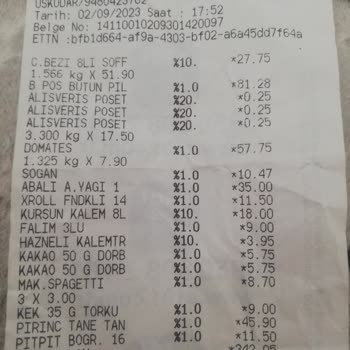 USKUDAR/9480423702
Tarih: 02/09/2023 Saat : 17:52
Belge No: 14110010209301420097
ETTN :bfb1d664-af9a-4303-bf02-a6a45dd7f64a
C.BEZI 8LI SOFF %10. *27.75
1.566 kg X 51.90
B.POS BUTUN PIL %1.0 *81.28
ALISVERIS POSET %20. *0.25
ALISVERIS POSET %20. *0.25
ALISVERIS POSET %20. *0.25
3.300 kg X 17.50
DOMATES %1.0 *57.75
1.325 kg X 7.90
SOGAN %1.0 *10.47
ABALI A.YAGI 1 %1.0 *35.00
XROLL FNDKLI 14 %1.0 *11.50
KURSUN KALEM 8L %10. *18.00
FALIM 3LU %1.0 *9.00
HAZNELI KALEMTR %10. *3.95
KAKAO 50 G DORB %1.0 *5.75
KAKAO 50 G DORB %1.0 *5.75
MAK.SPAGETTI %1.0 *8.70
3 X 3.00
KEK 35 G TORKU %1.0 *9.00
PIRINC TANE TAN %1.0 *45.90
PITPIT BOGR. 16 %1.0 *11.50
*342.05